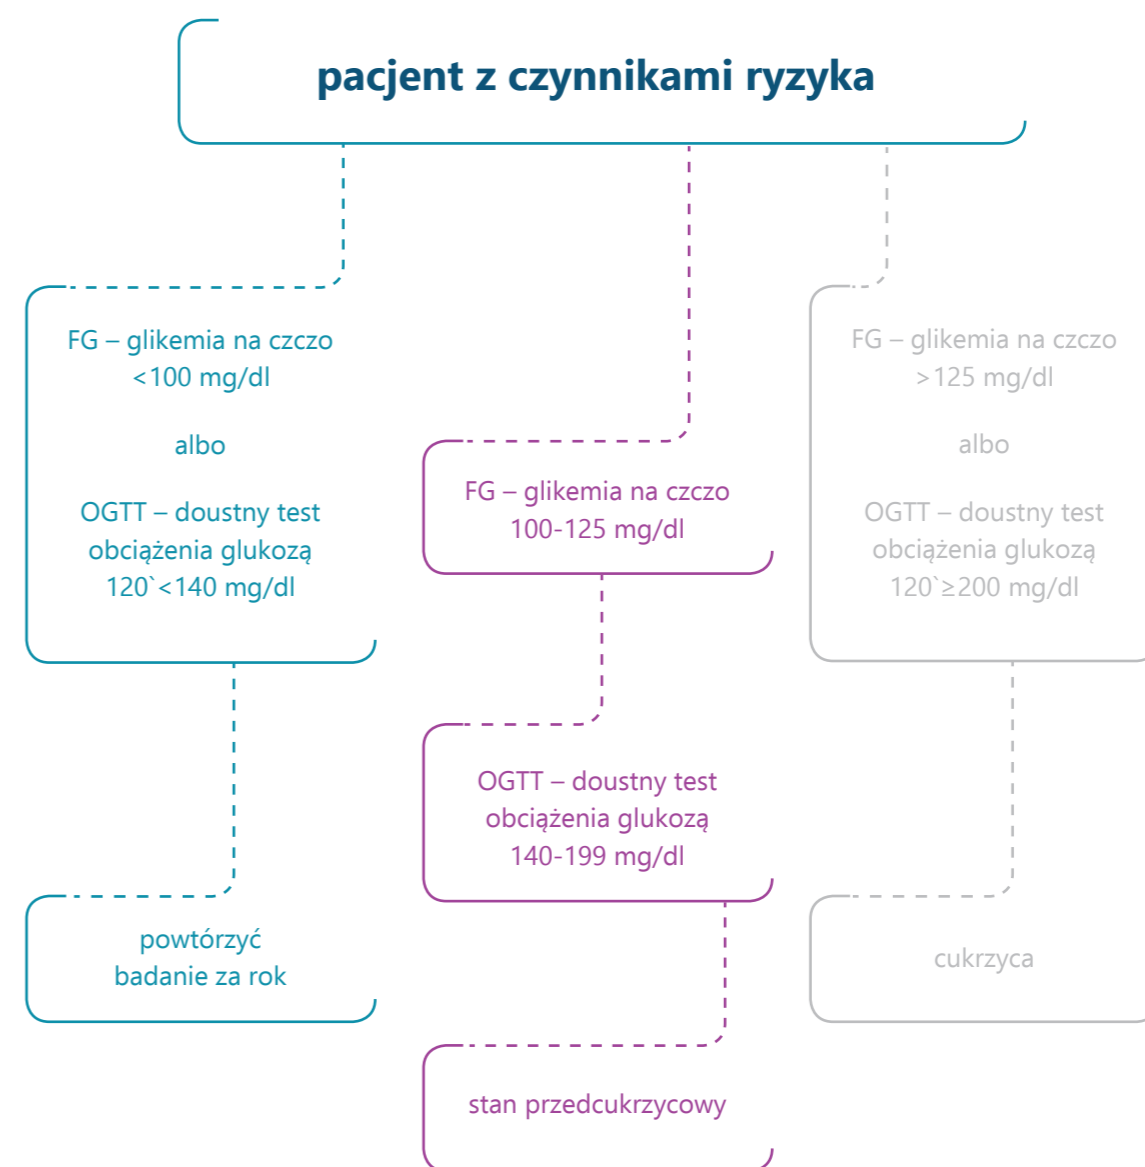 pacjent z czynnikami ryzyka
FG – glikemia na czczo
<100 mg/dl
albo
OGTT – doustny test
obciążenia glukozą
120`<140 mg/dl
powtórzyć
badanie za rok
FG – glikemia na czczo
100-125 mg/dl
OGTT – doustny test
obciążenia glukozą
140-199 mg/dl
stan przedcukrzycowy
FG – glikemia na czczo
>125 mg/dl
albo
OGTT – doustny test
obciążenia glukozą
120`≥200 mg/dl
cukrzyca